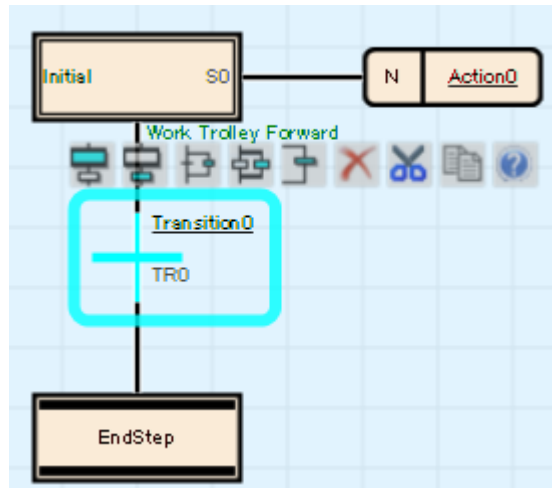 Initial S0 N Action0
Work Trolley Forward
Transition0
TR0
EndStep